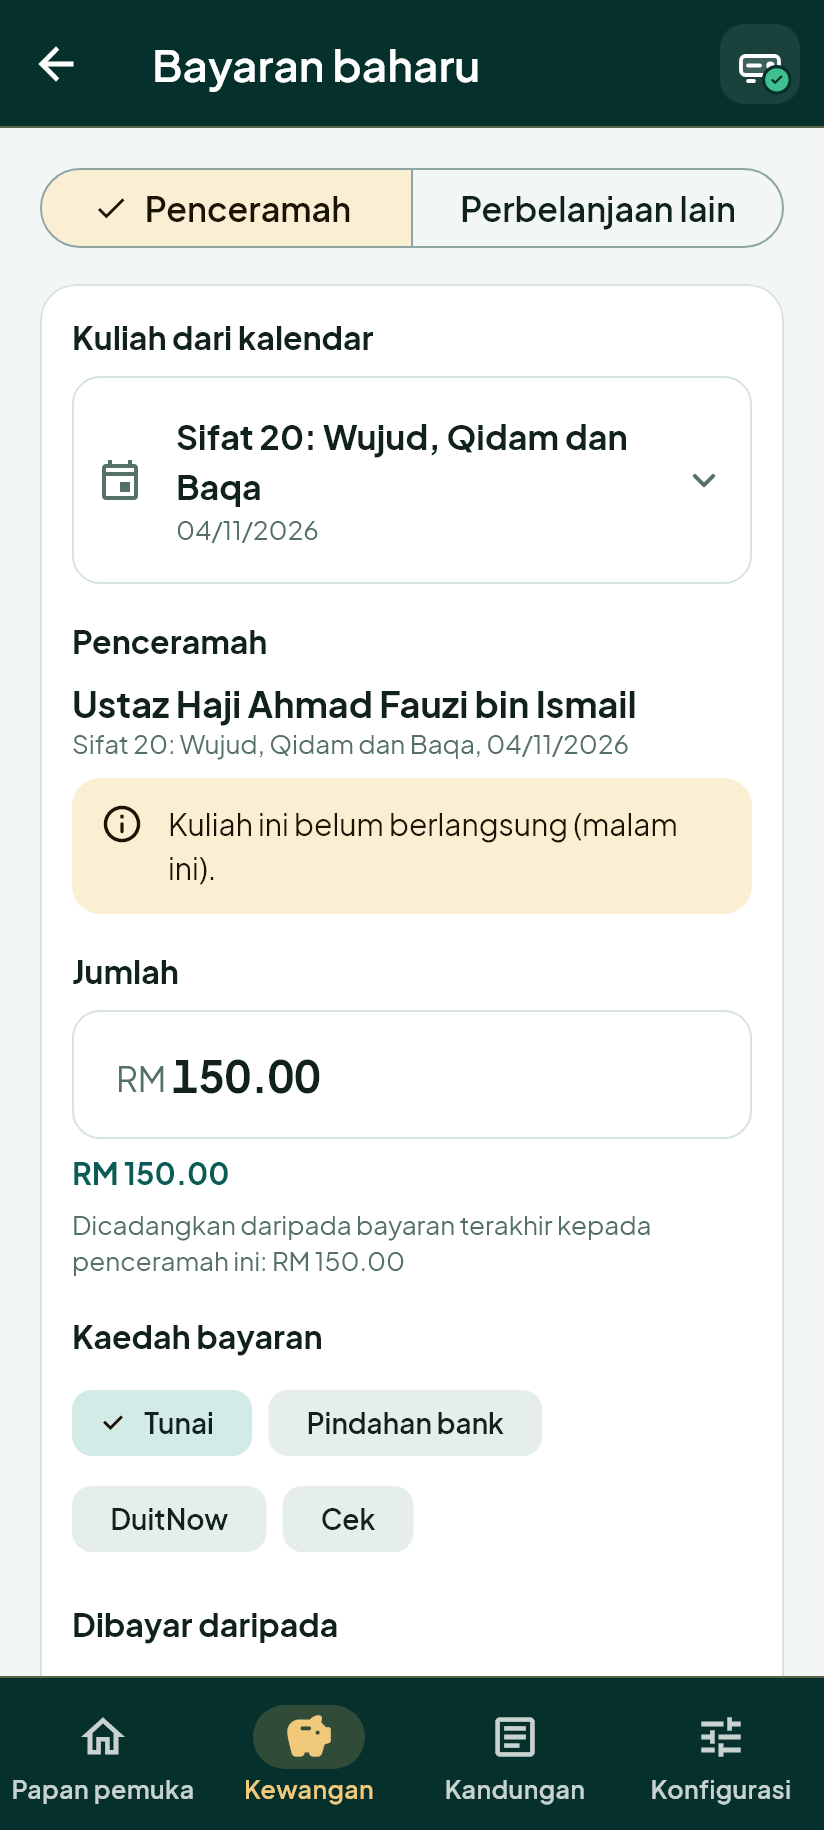 Bayaran baharu
Penceramah
Perbelanjaan lain
Kuliah dari kalendar
Sifat 20: Wujud, Qidam dan
Baqa
04/11/2026
Penceramah
Ustaz Haji Ahmad Fauzi bin Ismail
Sifat 20: Wujud, Qidam dan Baqa, 04/11/2026
Kuliah ini belum berlangsung (malam
ini).
Jumlah
RM 150.00
RM 150.00
Dicadangkan daripada bayaran terakhir kepada
penceramah ini: RM 150.00
Kaedah bayaran
Tunai
Pindahan bank
DuitNow
Cek
Dibayar daripada
Papan pemuka
Kewangan
Kandungan
Konfigurasi